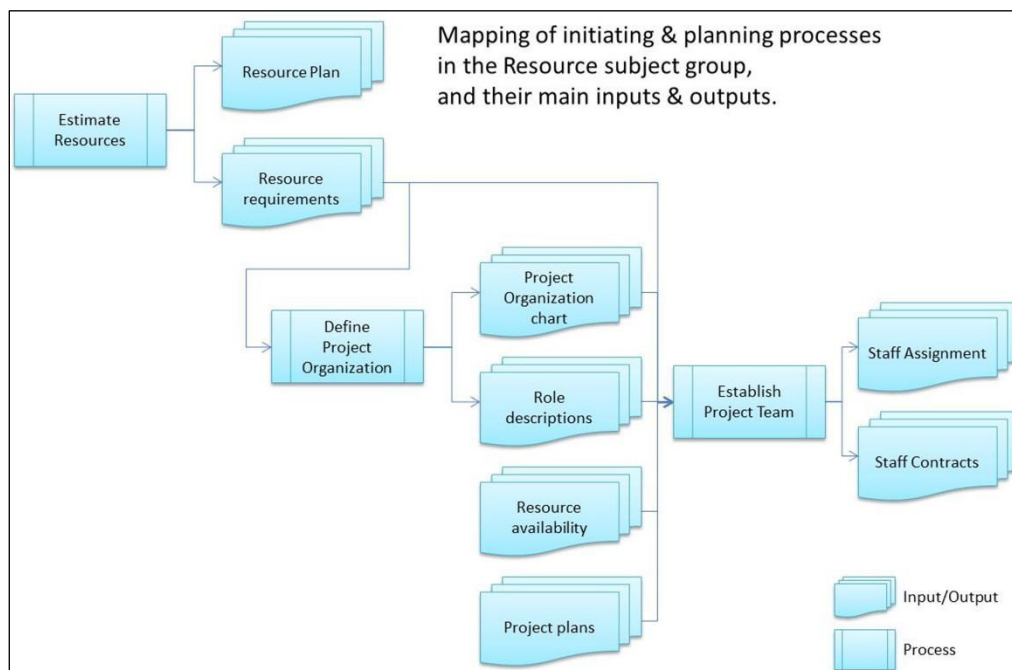 Mapping of initiating & planning processes
in the Resource subject group,
and their main inputs & outputs.
Resource Plan
Estimate
Resources
Resource
requirements
Project
Organization
chart
Define
Project
Organization
Staff Assignment
Role
descriptions
Establish
Project Team
Staff Contracts
Resource
availability
Project plans
Input/Output
Process